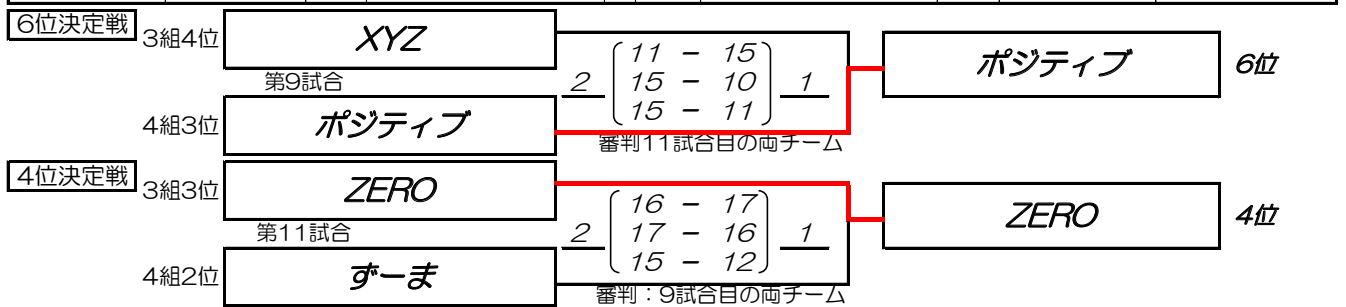 6位決定戦
3組4位 XYZ
第9試合
4組3位 ポジティブ
2 11 - 15 1
15 - 10
15 - 11
審判11試合目の両チーム
ポジティブ 6位
4位決定戦
3組3位 ZERO
第11試合
4組2位 ずーま
2 16 - 17 1
17 - 16
15 - 12
審判：9試合目の両チーム
ZERO 4位